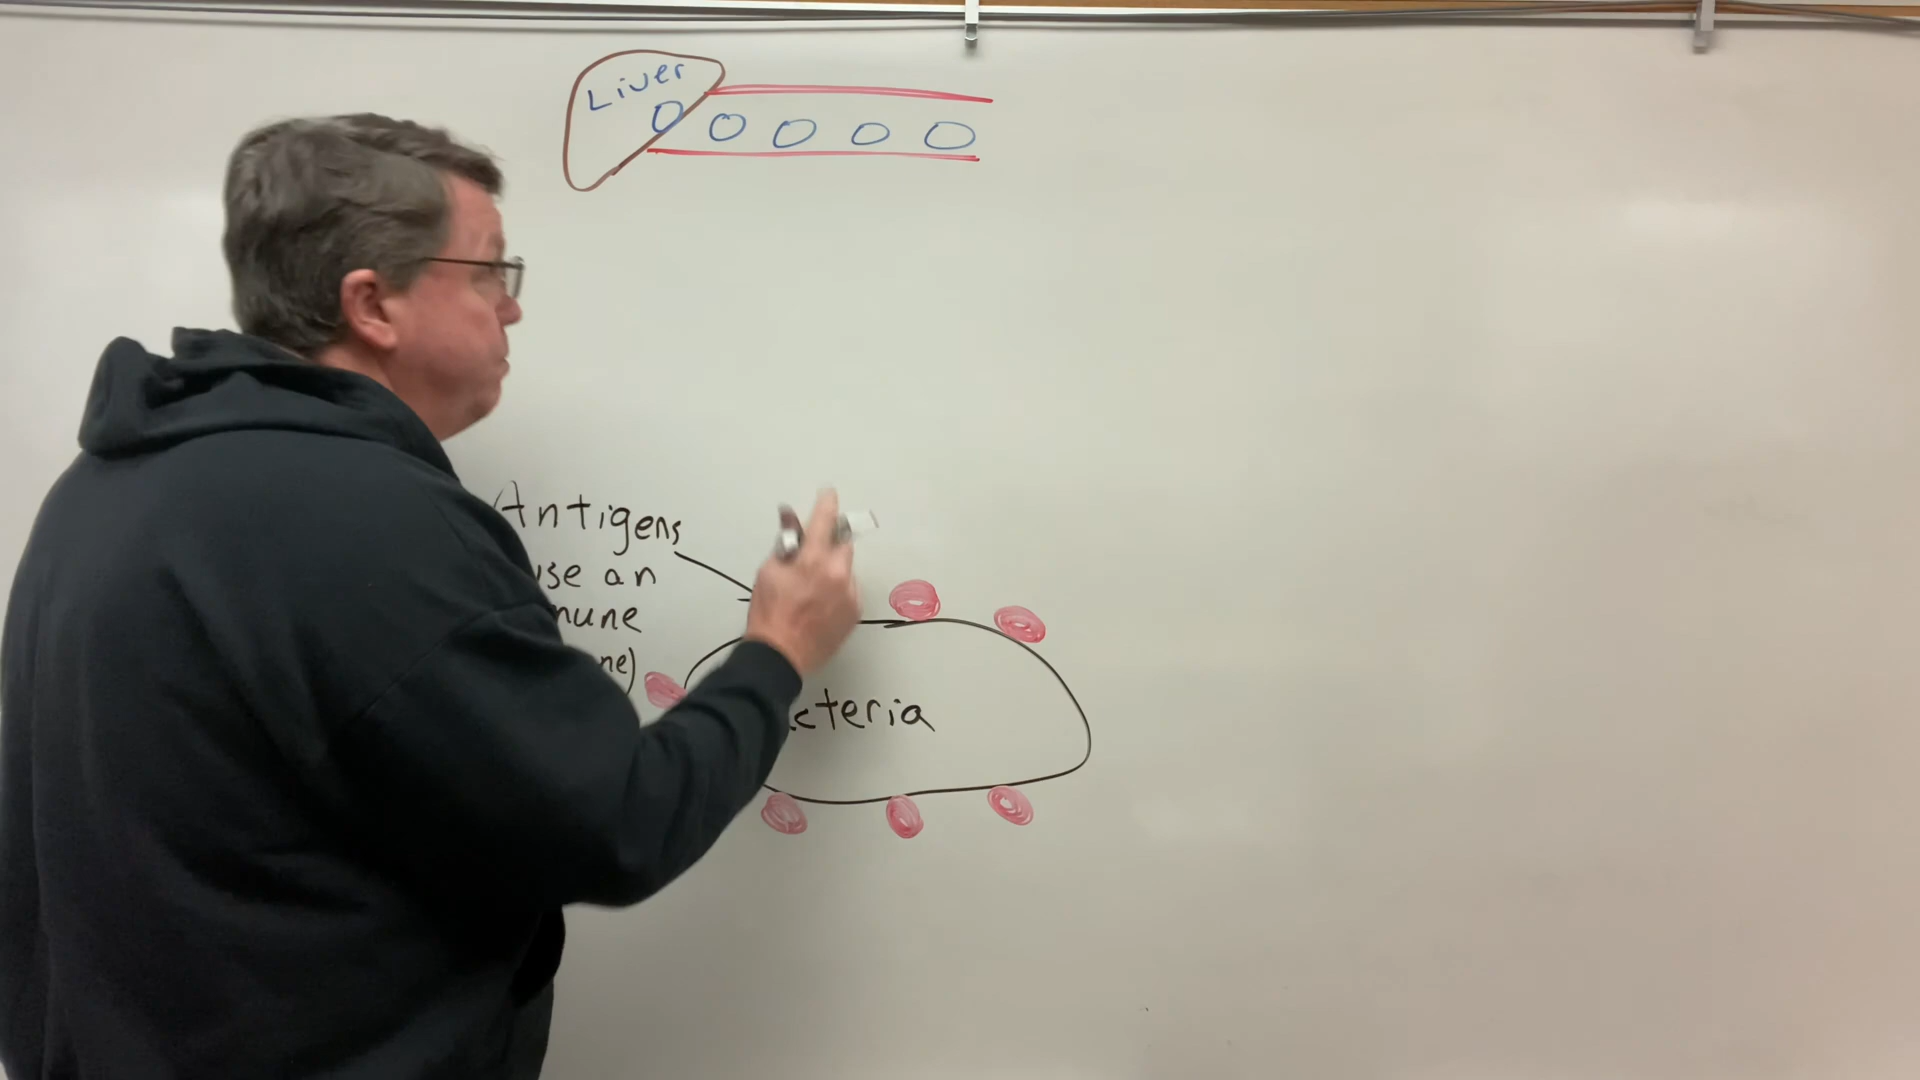 Liver
Antigens
use an
mune
ne)
cteria